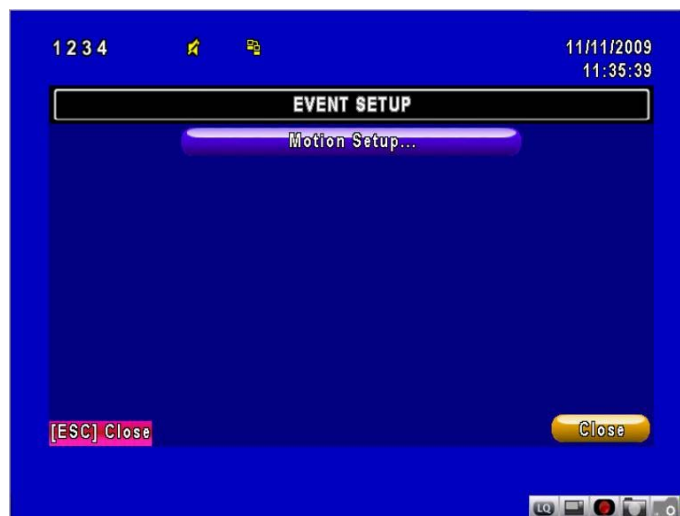 1234
11/11/2009
11:35:39
EVENT SETUP
Motion Setup...
[ESC] Close
Close
LQ